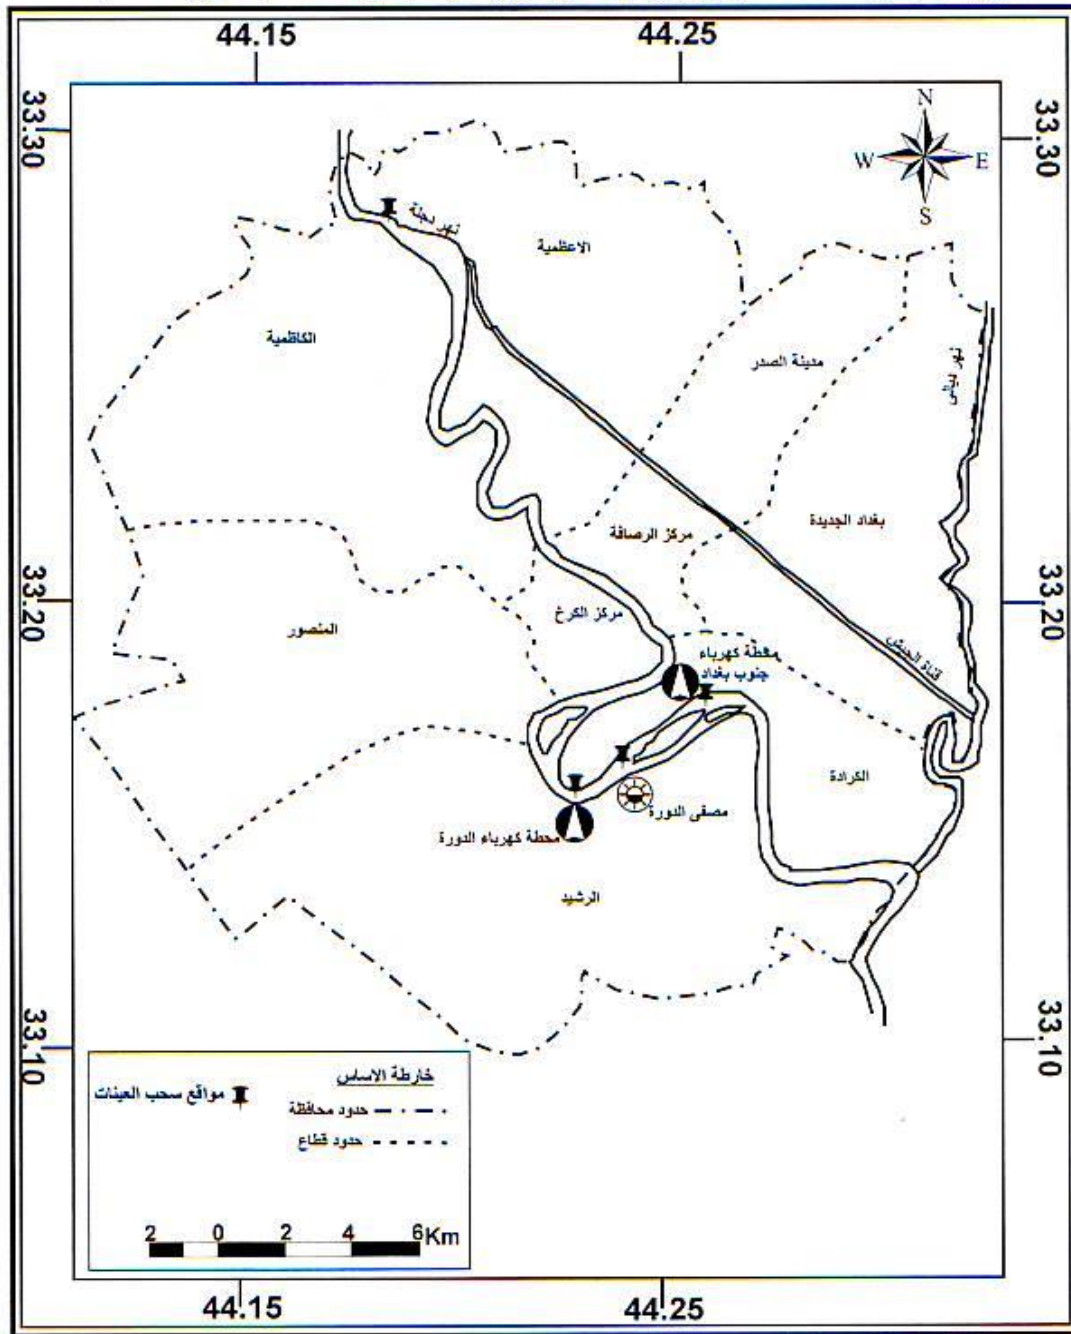 44.15
44.25
33.30
33.30
N
W
E
S
نهر دجلة
الاعظمية
الكاظمية
مدينة الصدر
نهر ديالى
بغداد الجديدة
مركز الرصافة
33.20
33.20
مركز الكرخ
المنصور
قناة الجيش
محطة كهرباء
جنوب بغداد
الكرادة
مصفى الدورة
محطة كهرباء الدورة
الرشيد
33.10
33.10
خارطة الاساس
مواقع سحب العينات
حدود محافظة
حدود قطاع
2 0 2 4 6Km
44.15
44.25